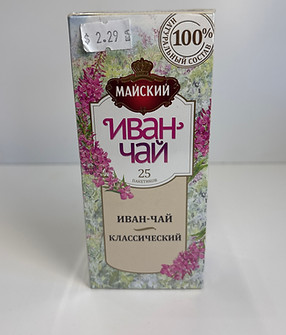 $ 2.29
100%
НАТУРАЛЬНЫЙ СОСТАВ
МАЙСКИЙ
ИВАН-
ЧАЙ
25
ПАКЕТИКОВ
ИВАН-ЧАЙ
КЛАССИЧЕСКИЙ